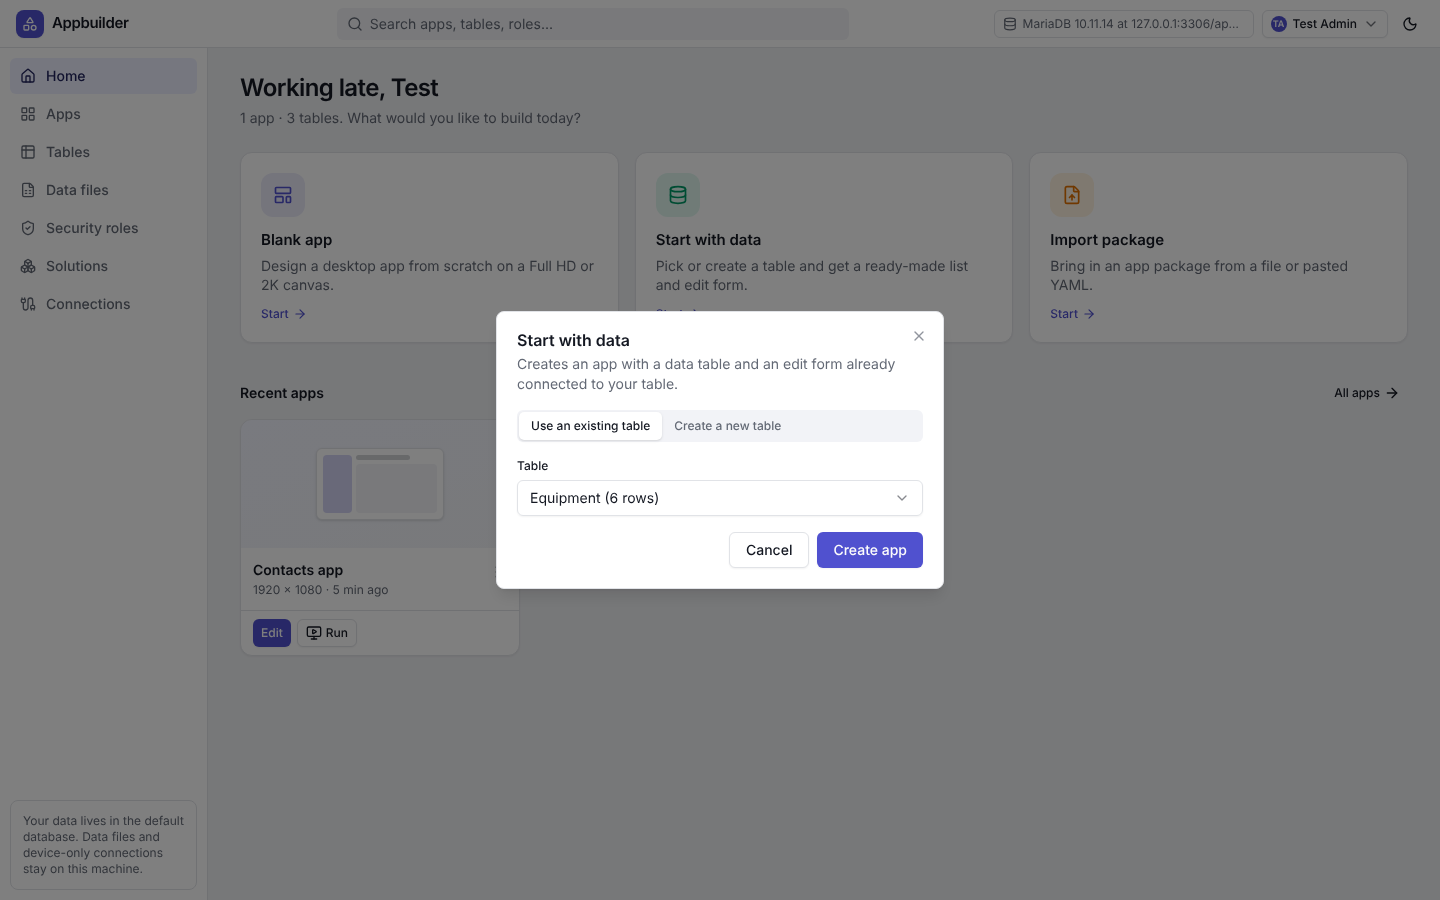 Appbuilder
Search apps, tables, roles...
MariaDB 10.11.14 at 127.0.0.1:3306/ap...
TA Test Admin
Home
Apps
Tables
Data files
Security roles
Solutions
Connections
Working late, Test
1 app · 3 tables. What would you like to build today?
Blank app
Design a desktop app from scratch on a Full HD or
2K canvas.
Start
Start with data
Pick or create a table and get a ready-made list
and edit form.
Import package
Bring in an app package from a file or pasted
YAML.
Start
Start with data
Creates an app with a data table and an edit form already
connected to your table.
Use an existing table
Create a new table
Table
Equipment (6 rows)
Cancel
Create app
Recent apps
All apps
Contacts app
1920 × 1080 · 5 min ago
Edit
Run
Your data lives in the default
database. Data files and
device-only connections
stay on this machine.